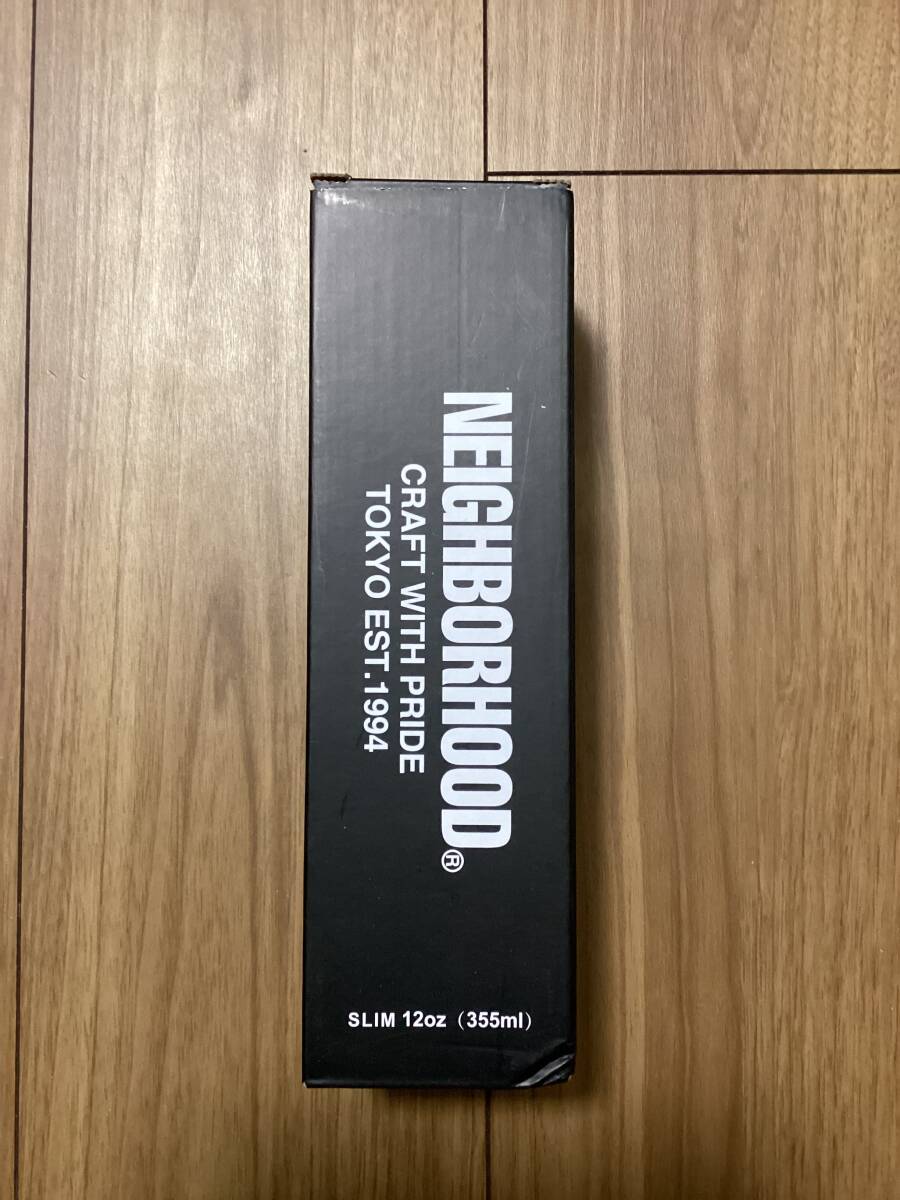 NEIGHBORHOOD®
CRAFT WITH PRIDE
TOKYO EST.1994
SLIM 12oz（355ml）